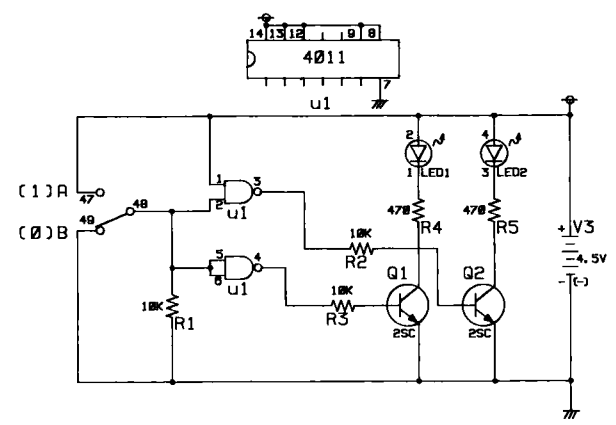 14 13 12 9 8
4011
7
u1
2
4
1 LED1
3 LED2
(1)A 47
1
3
2
u1
48
49
(0)B
470
R4
470
R5
+ V3
4.5V
- (-)
10K
R2
5
4
6
u1
Q1
Q2
10K
R1
10K
R3
2SC
2SC